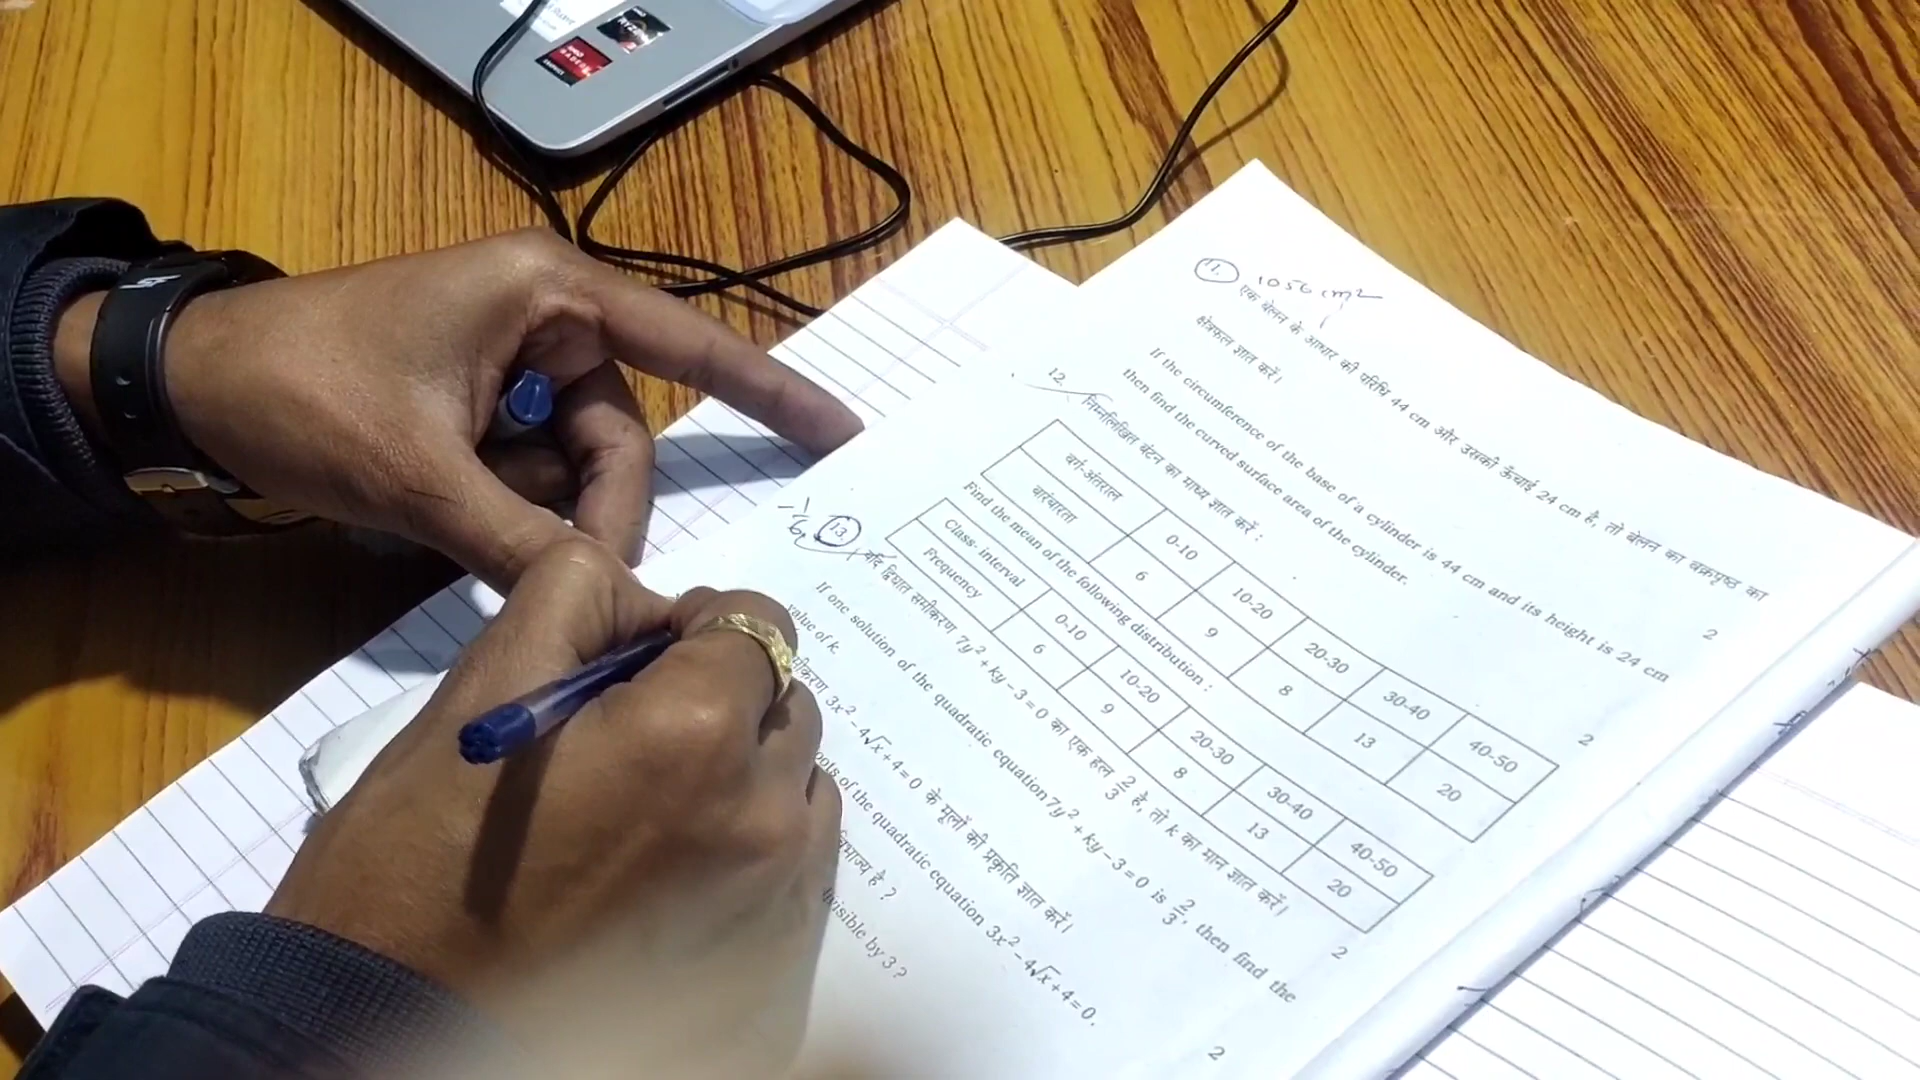 11. 1056 cm²
एक बेलन के आधार की परिधि 44 cm और उसकी ऊँचाई 24 cm है, तो बेलन का वक्रपृष्ठ का
क्षेत्रफल ज्ञात करें।
If the circumference of the base of a cylinder is 44 cm and its height is 24 cm
then find the curved surface area of the cylinder.
2
12. निम्नलिखित बंटन का माध्य ज्ञात करें :
वर्ग-अंतराल 0-10 10-20 20-30 30-40 40-50
बारंबारता 6 9 8 13 20
2
Find the mean of the following distribution :
Class-interval 0-10 10-20 20-30 30-40 40-50
Frequency 6 9 8 13 20
13. यदि द्विघात समीकरण 7y² + ky – 3 = 0 का एक हल 2/3 है, तो k का मान ज्ञात करें।
2
If one solution of the quadratic equation 7y² + ky – 3 = 0 is 2/3, then find the
value of k.
3x² – 4√x + 4 = 0 के मूलों की प्रकृति ज्ञात करें।
of the quadratic equation 3x² – 4√x + 4 = 0.
2
है ?
by 3 ?